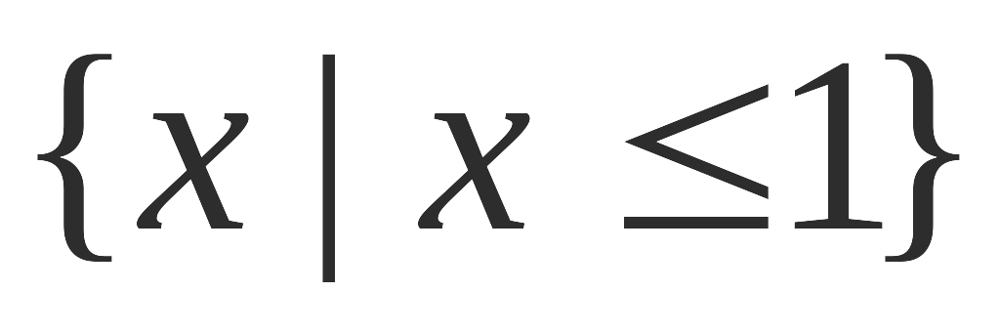 {x | x ≤1}